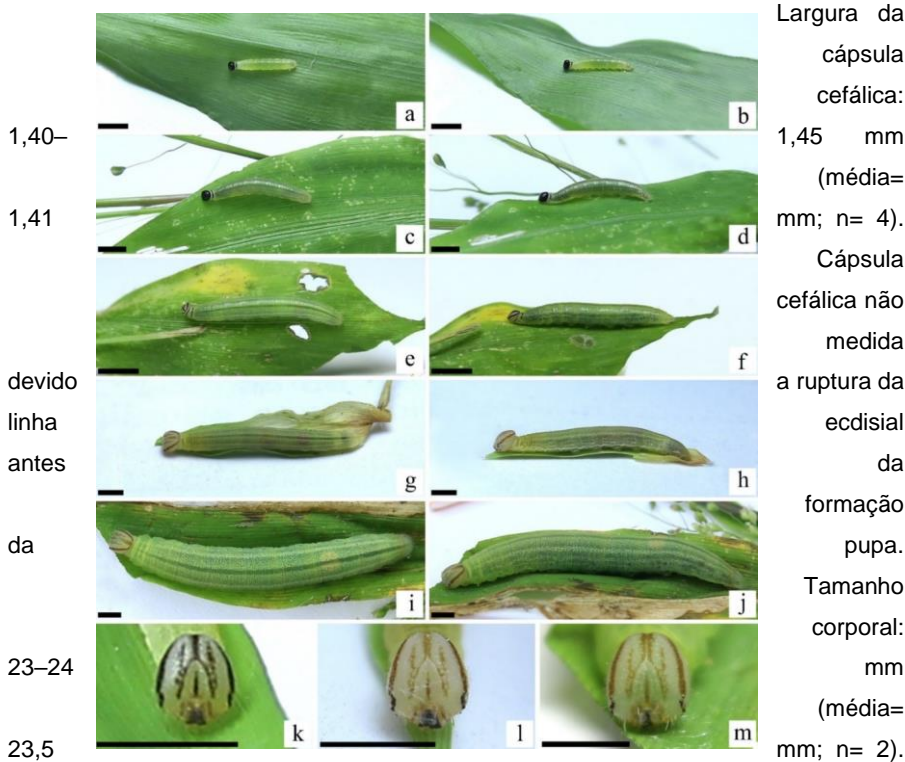 Largura da
cápsula
cefálica:
1,40– 1,45 mm
(média=
1,41 mm; n= 4).
Cápsula
cefálica não
medida
devido a ruptura da
linha ecdisial
antes da
formação
da pupa.
Tamanho
corporal:
23–24 mm
(média=
23,5 mm; n= 2).
a b
c d
e f
g h
i j
k l m